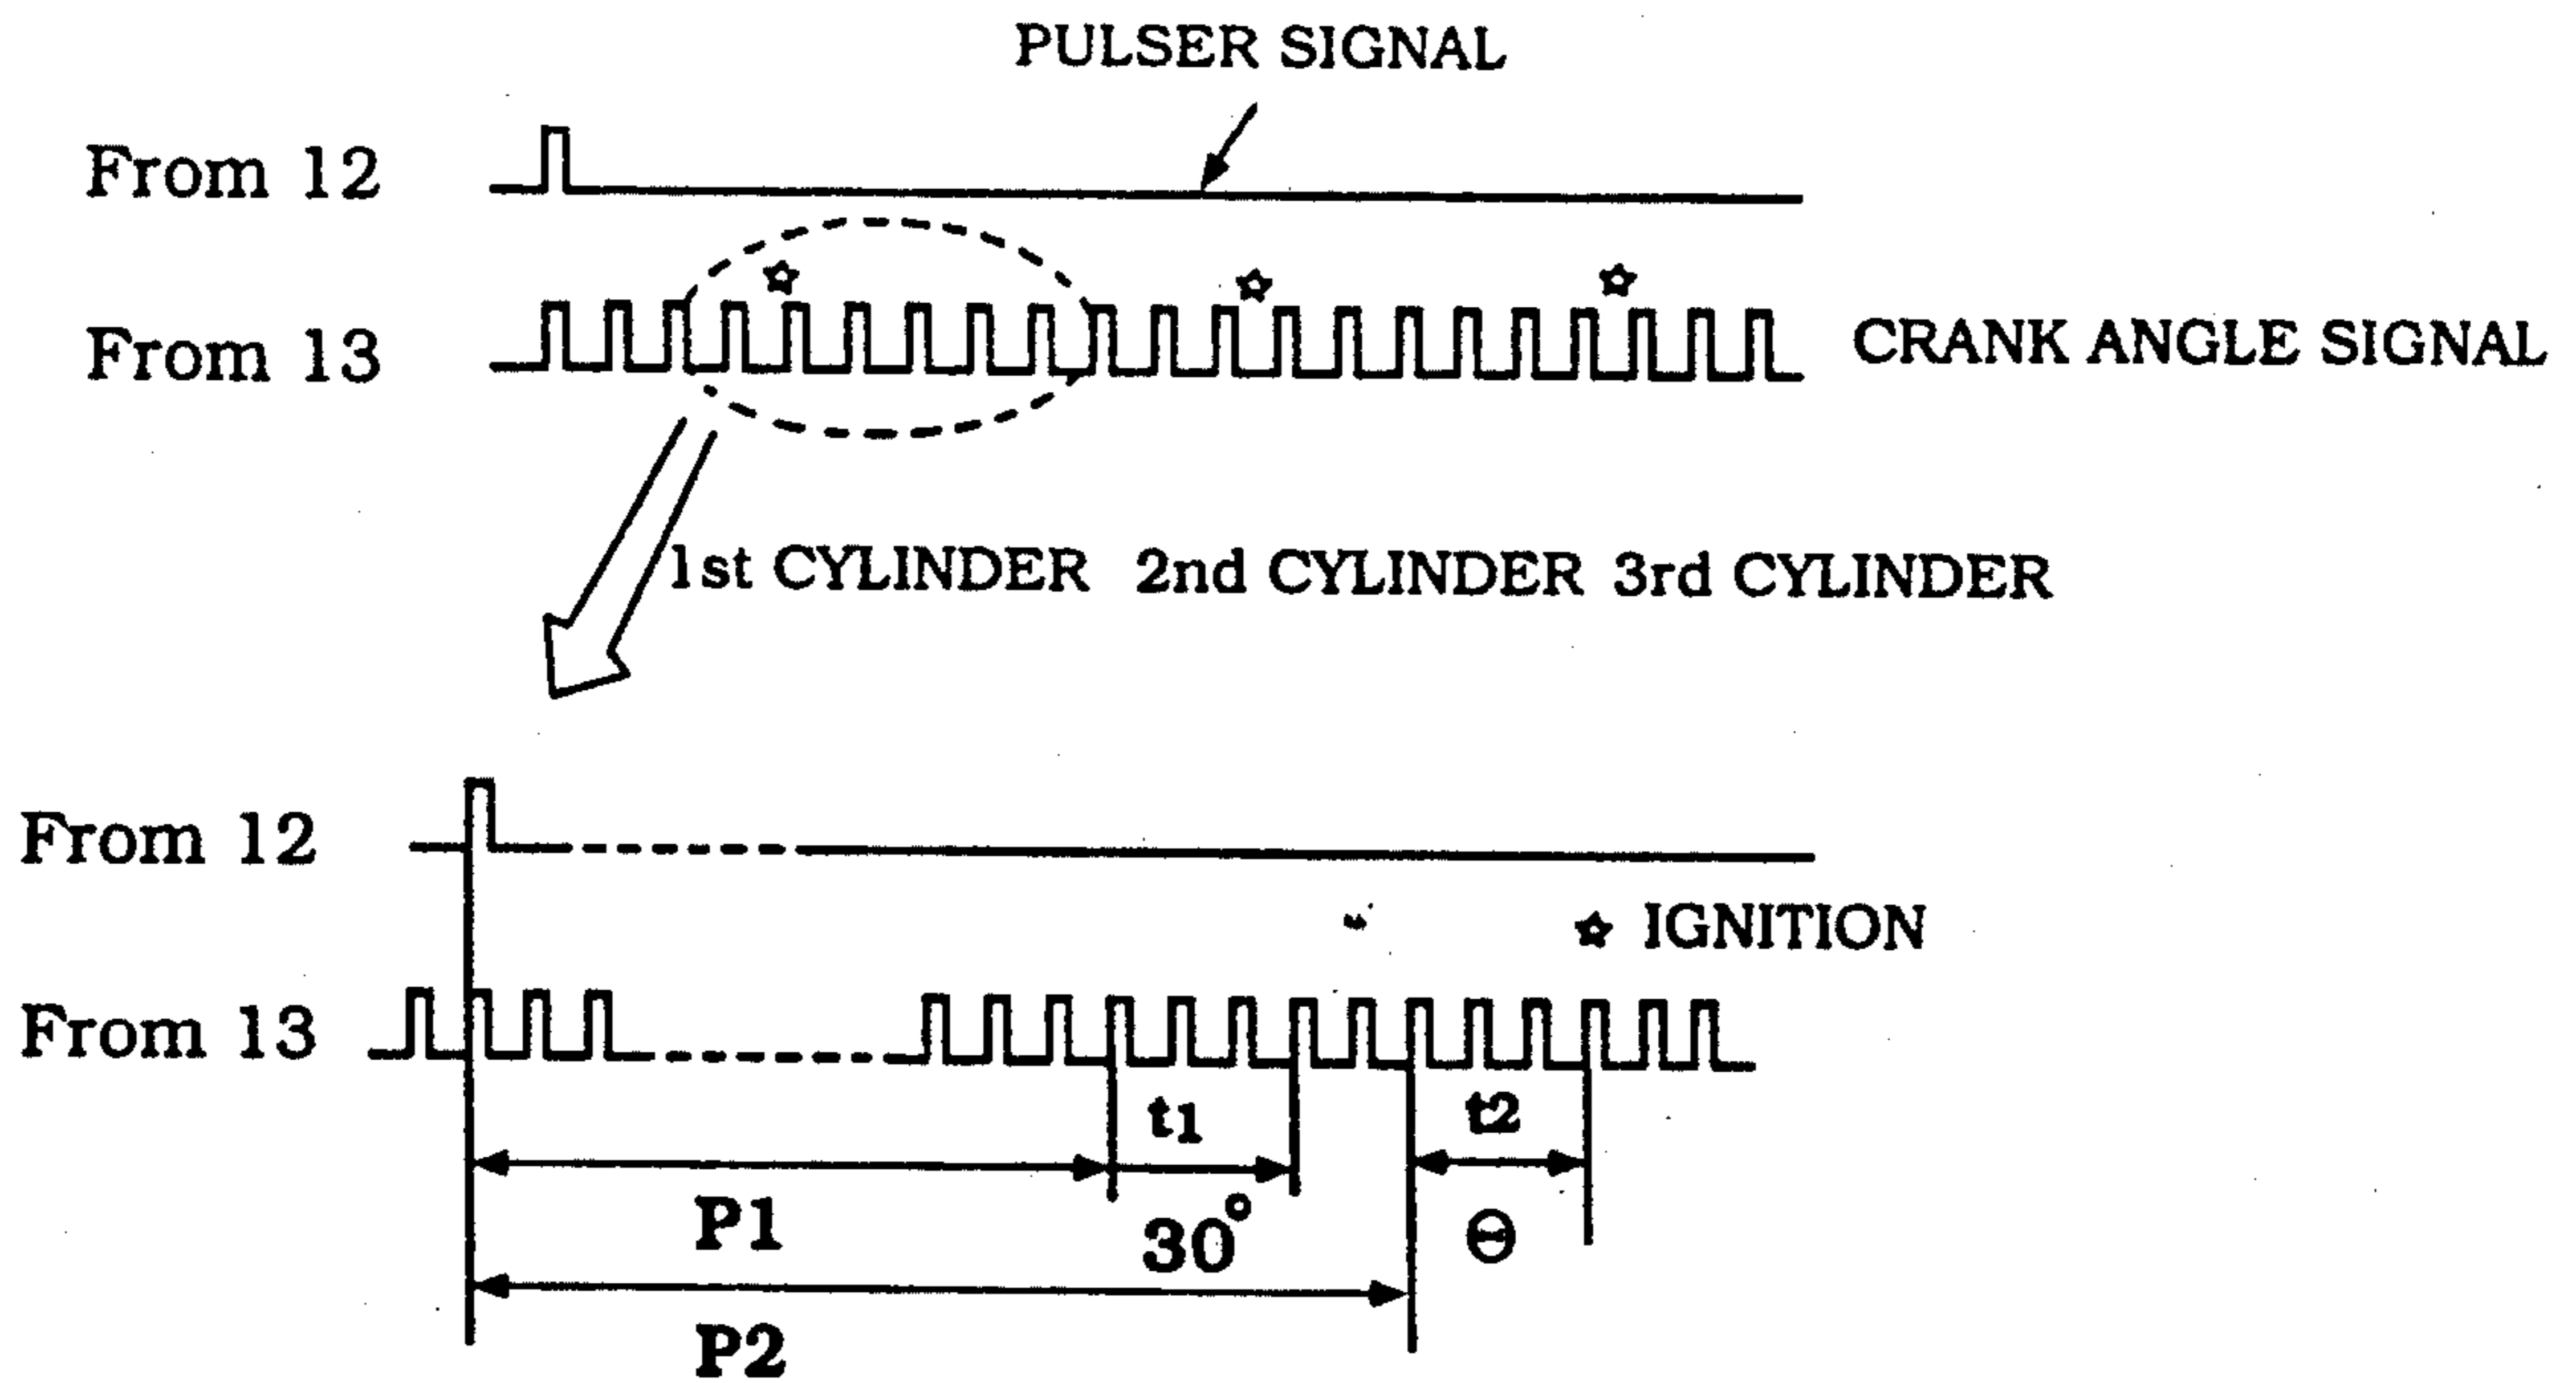 PULSER SIGNAL
From 12
From 13
CRANK ANGLE SIGNAL
1st CYLINDER 2nd CYLINDER 3rd CYLINDER
From 12
☆ IGNITION
From 13
t1
t2
P1
30°
Θ
P2